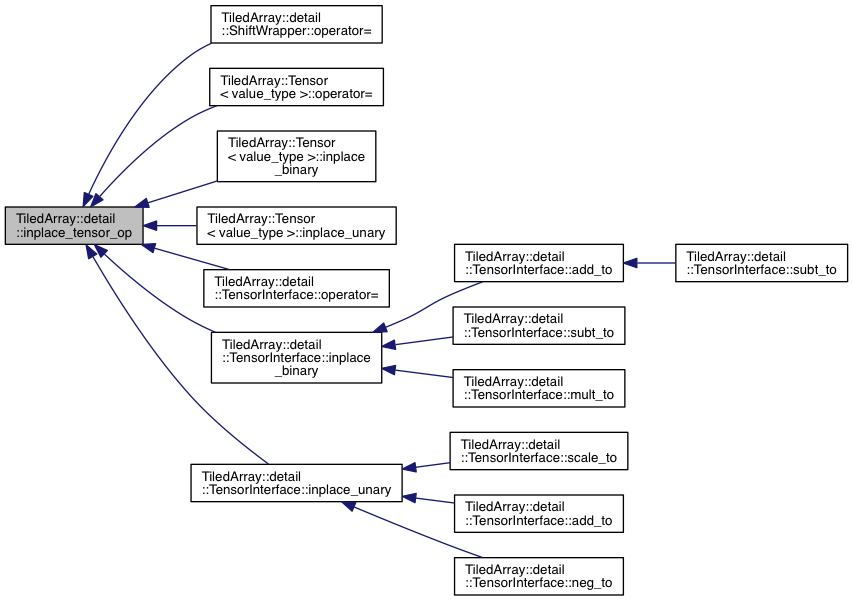 TiledArray::detail
::ShiftWrapper::operator=
TiledArray::Tensor
< value_type >::operator=
TiledArray::Tensor
< value_type >::inplace
_binary
TiledArray::detail
::inplace_tensor_op
TiledArray::Tensor
< value_type >::inplace_unary
TiledArray::detail
::TensorInterface::operator=
TiledArray::detail
::TensorInterface::inplace
_binary
TiledArray::detail
::TensorInterface::add_to
TiledArray::detail
::TensorInterface::subt_to
TiledArray::detail
::TensorInterface::subt_to
TiledArray::detail
::TensorInterface::mult_to
TiledArray::detail
::TensorInterface::inplace_unary
TiledArray::detail
::TensorInterface::scale_to
TiledArray::detail
::TensorInterface::add_to
TiledArray::detail
::TensorInterface::neg_to